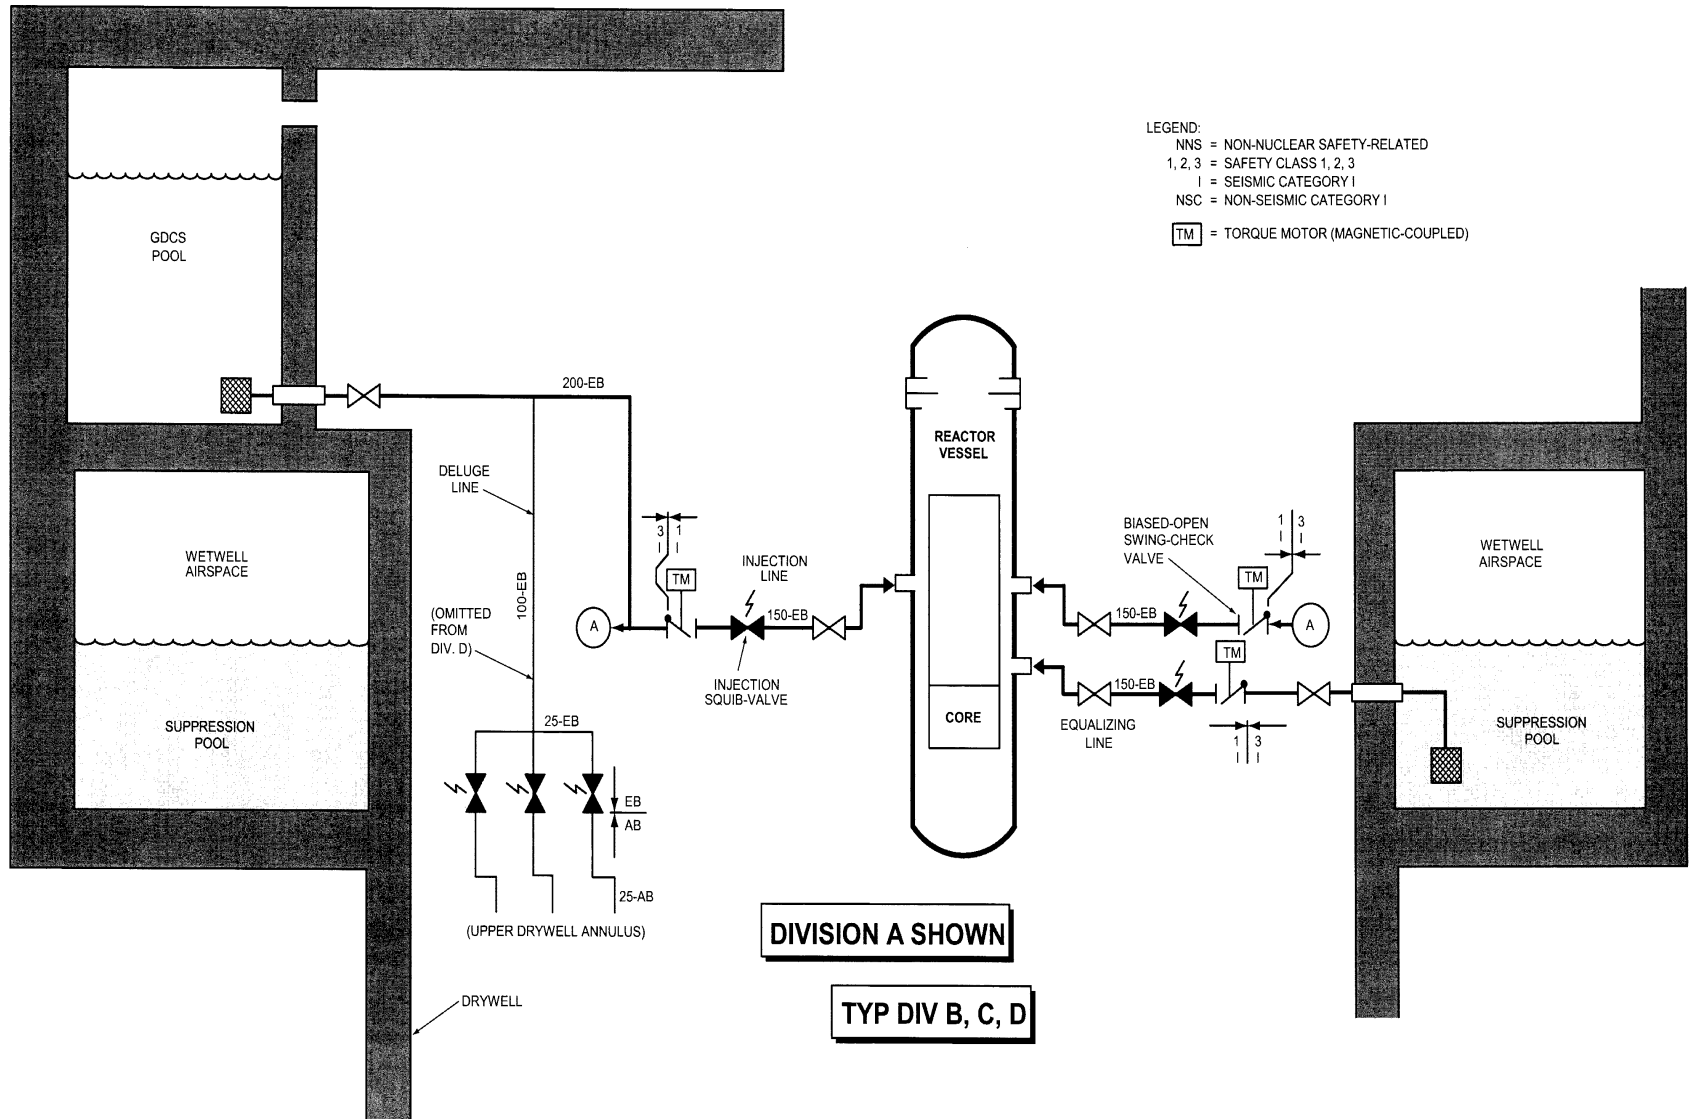 LEGEND:
NNS = NON-NUCLEAR SAFETY-RELATED
1, 2, 3 = SAFETY CLASS 1, 2, 3
I = SEISMIC CATEGORY I
NSC = NON-SEISMIC CATEGORY I
TM = TORQUE MOTOR (MAGNETIC-COUPLED)
GDCS
POOL
200-EB
REACTOR
VESSEL
DELUGE
LINE
WETWELL
AIRSPACE
100-EB
(OMITTED
FROM
DIV. D)
3 1
I I
TM
INJECTION
LINE
A
150-EB
INJECTION
SQUIB-VALVE
BIASED-OPEN
SWING-CHECK
VALVE
1 3
I I
TM
150-EB
A
TM
150-EB
EQUALIZING
LINE
1 3
I I
WETWELL
AIRSPACE
SUPPRESSION
POOL
SUPPRESSION
POOL
CORE
25-EB
EB
AB
25-AB
(UPPER DRYWELL ANNULUS)
DIVISION A SHOWN
TYP DIV B, C, D
DRYWELL